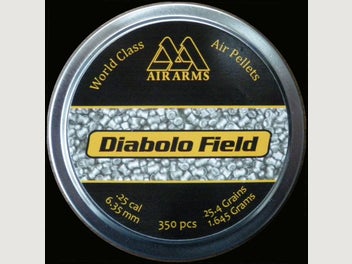 World Class
Air Pellets
AIR ARMS
Diabolo Field
.25 cal
6.35 mm
350 pcs
25.4 Grains
1.645 Grams